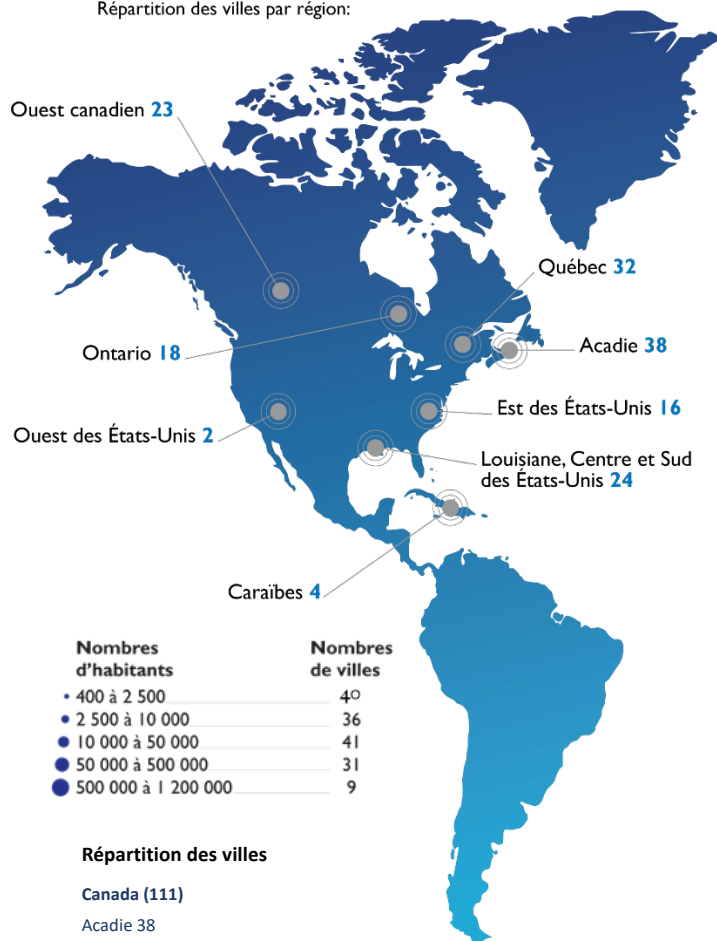 Répartition des villes par région:
Ouest canadien 23
Québec 32
Ontario 18
Acadie 38
Est des États-Unis 16
Ouest des États-Unis 2
Louisiane, Centre et Sud
des États-Unis 24
Caraïbes 4
Nombres Nombres
d'habitants de villes
400 à 2 500 4o
2 500 à 10 000 36
10 000 à 50 000 41
50 000 à 500 000 31
500 000 à 1 200 000 9
Répartition des villes
Canada (111)
Acadie 38